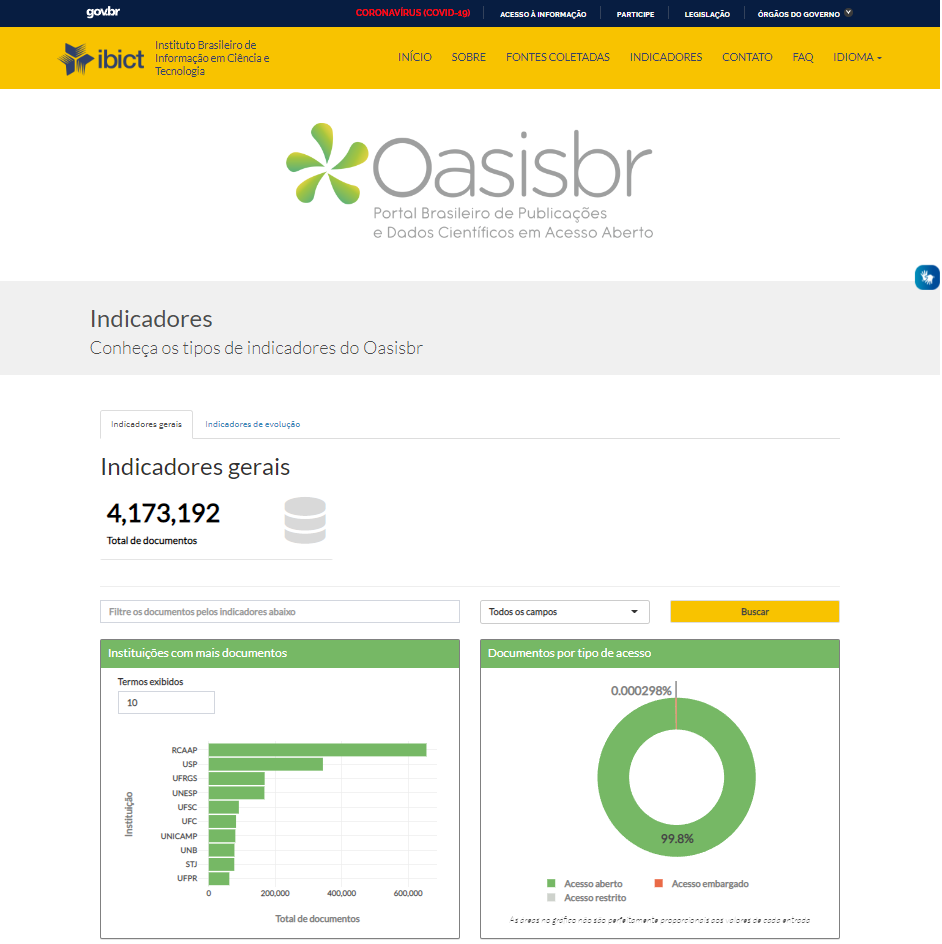 govbr
CORONAVÍRUS (COVID-19)
ACESSO À INFORMAÇÃO
PARTICIPE
LEGISLAÇÃO
ÓRGÃOS DO GOVERNO
ibict
Instituto Brasileiro de
Informação em Ciência e
Tecnologia
INÍCIO
SOBRE
FONTES COLETADAS
INDICADORES
CONTATO
FAQ
IDIOMA
Oasisbr
Portal Brasileiro de Publicações
e Dados Científicos em Acesso Aberto
Indicadores
Conheça os tipos de indicadores do Oasisbr
Indicadores gerais
Indicadores de evolução
Indicadores gerais
4,173,192
Total de documentos
Filtre os documentos pelos indicadores abaixo
Todos os campos
Buscar
Instituições com mais documentos
Termos exibidos
10
Instituição
RCAAP
USP
UFRGS
UNESP
UFSC
UFC
UNICAMP
UNB
STJ
UFPR
0
200,000
400,000
600,000
Total de documentos
Documentos por tipo de acesso
0.000298%
99.8%
Acesso aberto
Acesso embargado
Acesso restrito
As áreas no gráfico não são perfeitamente proporcionais aos valores de cada entrada